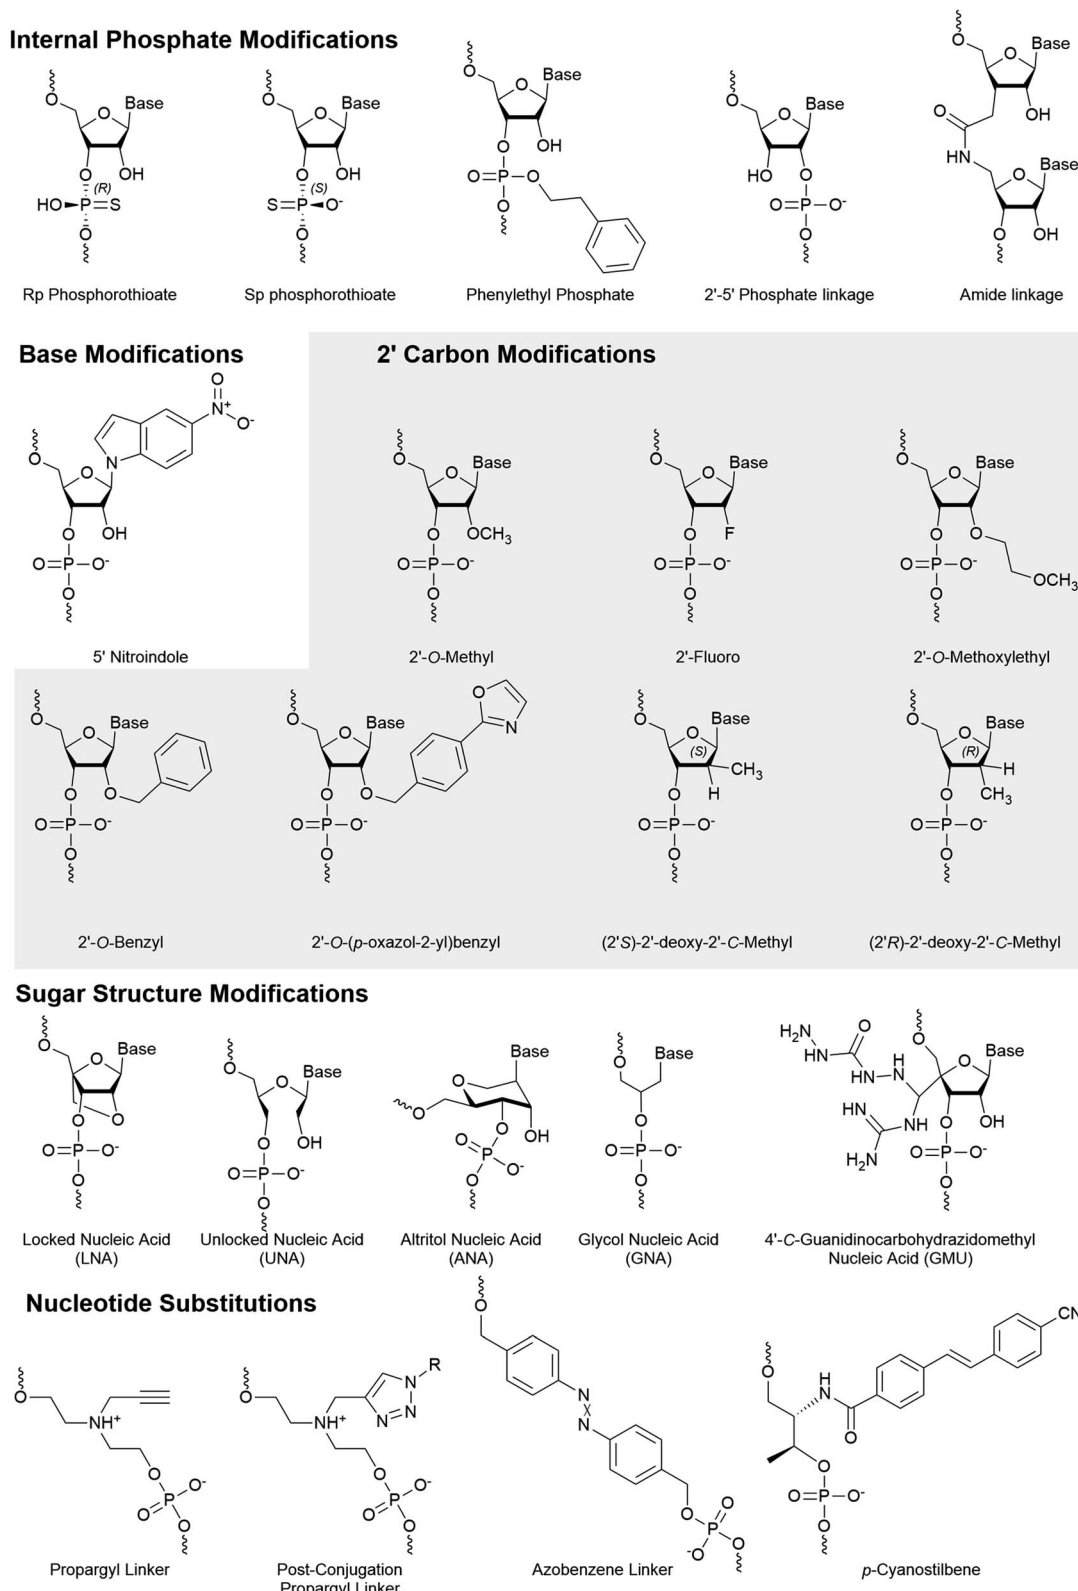 Internal Phosphate Modifications
O Base
O
O
OH
(R)
HO P S
O
O Base
O
O
OH
(S)
S P O-
O
O Base
O
O
OH
O P O
O
O Base
O
HO
O
O P O-
O
O Base
O
OH
O
HN
Base
O
O
OH
Rp Phosphorothioate
Sp phosphorothioate
Phenylethyl Phosphate
2'-5' Phosphate linkage
Amide linkage
Base Modifications
2' Carbon Modifications
O
N+
O-
O
O
N
O
OH
O P O-
O
O Base
O
O
OCH3
O P O-
O
O Base
O
O
F
O P O-
O
O Base
O
O
O
OCH3
O P O-
O
5' Nitroindole
2'-O-Methyl
2'-Fluoro
2'-O-Methoxylethyl
O Base
O
O
O
O P O-
O
O Base
O
O
O
O
N
O P O-
O
O Base
O
(S)
CH3
H
O
O P O-
O
O Base
O
(R)
H
CH3
O
O P O-
O
2'-O-Benzyl
2'-O-(p-oxazol-2-yl)benzyl
(2'S)-2'-deoxy-2'-C-Methyl
(2'R)-2'-deoxy-2'-C-Methyl
Sugar Structure Modifications
O Base
O
O
O
O P O-
O
O
O
Base
OH
O
O P O-
O
Base
O
O
O
OH
O
P
O-
O
O
Base
O
O P O-
O
H2N
NH
O
N
H
N
H
HN
NH
H2N
O
O
Base
O
OH
O P O-
O
Locked Nucleic Acid
(LNA)
Unlocked Nucleic Acid
(UNA)
Altritol Nucleic Acid
(ANA)
Glycol Nucleic Acid
(GNA)
4'-C-Guanidinocarbohydrazidomethyl
Nucleic Acid (GMU)
Nucleotide Substitutions
O
NH+
O
O-
P
O
O
O
NH+
R
N
N
N
O
O-
P
O
O
O
N
N
O
O
P
-O
O
O
H
N
O
CN
O
O P O-
O
Propargyl Linker
Post-Conjugation
Propargyl Linker
Azobenzene Linker
p-Cyanostilbene